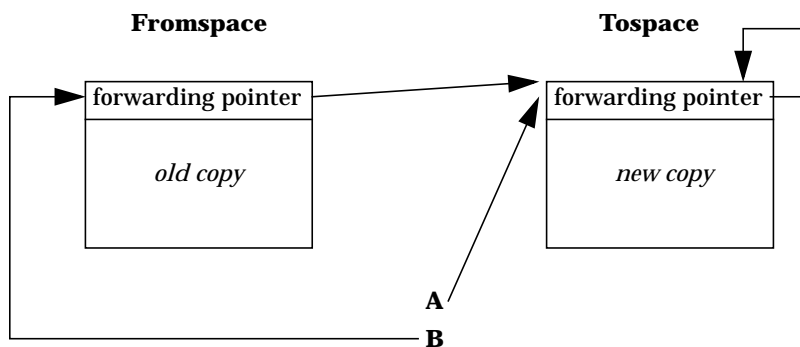 Fromspace
Tospace
forwarding pointer
forwarding pointer
old copy
new copy
A
B